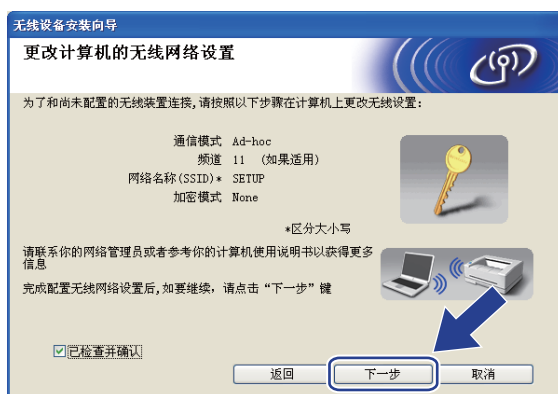 无线设备安装向导
更改计算机的无线网络设置
为了和尚未配置的无线装置连接,请按照以下步骤在计算机上更改无线设置:
通信模式 Ad-hoc
频道 11 (如果适用)
网络名称(SSID)* SETUP
加密模式 None
*区分大小写
请联系你的网络管理员或者参考你的计算机使用说明书以获得更多
信息
完成配置无线网络设置后,如要继续，请点击“下一步”键
已检查并确认
返回 下一步 取消